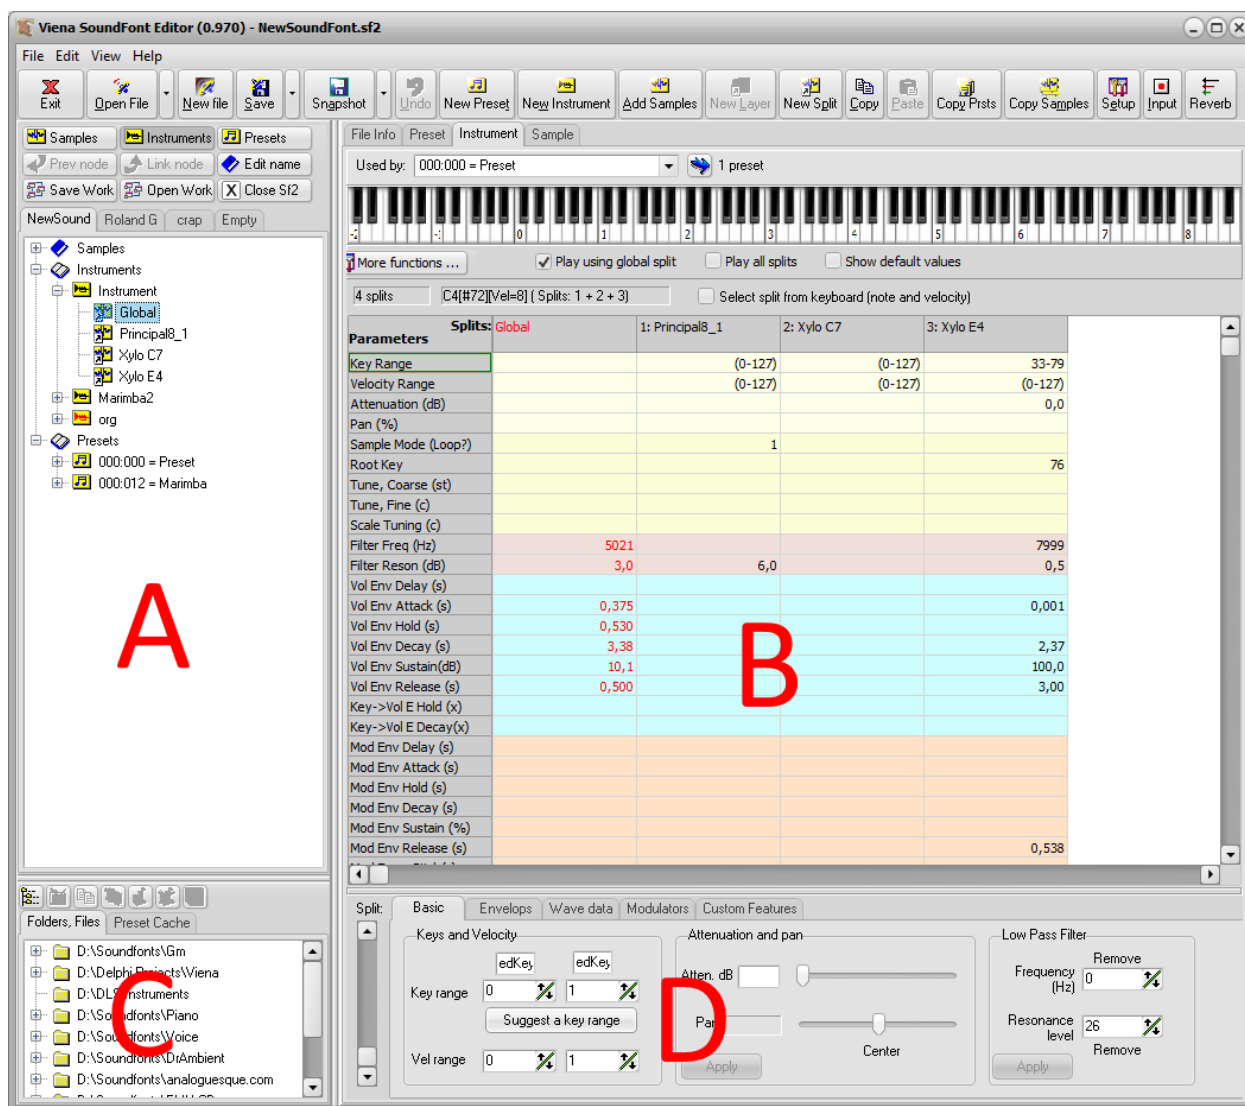 Viena SoundFont Editor (0.970) - NewSoundFont.sf2
File Edit View Help
Exit Open File New file Save Snapshot Undo New Preset New Instrument Add Samples New Layer New Split Copy Paste Copy Prsts Copy Samples Setup Input Reverb
Samples Instruments Presets
Prev node Link node Edit name
Save Work Open Work X Close Sf2
NewSound Roland G crap Empty
Samples
Instruments
Instrument
Global
Principal8_1
Xylo C7
Xylo E4
Marimba2
org
Presets
000:000 = Preset
000:012 = Marimba
A
File Info Preset Instrument Sample
Used by: 000:000 = Preset 1 preset
-2 -1 0 1 2 3 4 5 6 7 8
More functions ... Play using global split Play all splits Show default values
4 splits C4[#72][Vel=8] ( Splits: 1 + 2 + 3) Select split from keyboard (note and velocity)
Splits: Global 1: Principal8_1 2: Xylo C7 3: Xylo E4
Parameters
Key Range (0-127) (0-127) 33-79
Velocity Range (0-127) (0-127) (0-127)
Attenuation (dB) 0,0
Pan (%)
Sample Mode (Loop?) 1
Root Key 76
Tune, Coarse (st)
Tune, Fine (c)
Scale Tuning (c)
Filter Freq (Hz) 5021 7999
Filter Reson (dB) 3,0 6,0 0,5
Vol Env Delay (s)
Vol Env Attack (s) 0,375 0,001
Vol Env Hold (s) 0,530
Vol Env Decay (s) 3,38 2,37
Vol Env Sustain(dB) 10,1 100,0
Vol Env Release (s) 0,500 3,00
Key->Vol E Hold (x)
Key->Vol E Decay(x)
Mod Env Delay (s)
Mod Env Attack (s)
Mod Env Hold (s)
Mod Env Decay (s)
Mod Env Sustain (%)
Mod Env Release (s) 0,538
B
Folders, Files Preset Cache
D:\Soundfonts\Gm
D:\Delphi Projects\Viena
D:\DLS Instruments
D:\Soundfonts\Piano
D:\Soundfonts\Voice
D:\Soundfonts\DrAmbient
D:\Soundfonts\analoguesque.com
C
Split: Basic Envelops Wave data Modulators Custom Features
Keys and Velocity
edKey edKey
Key range 0 1
Suggest a key range
Vel range 0 1
Attenuation and pan
Atten. dB
Pan
Center
Apply
D
Low Pass Filter
Remove
Frequency (Hz) 0
Resonance level 26
Remove
Apply